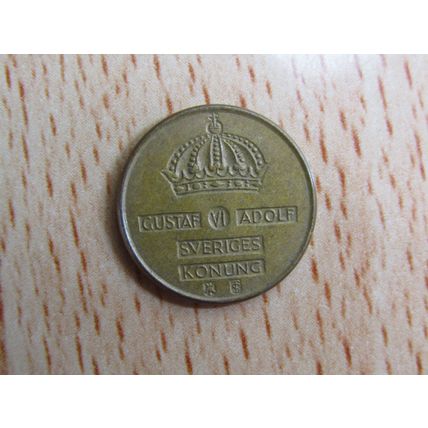 GUSTAF VI ADOLF
SVERIGES
KONUNG